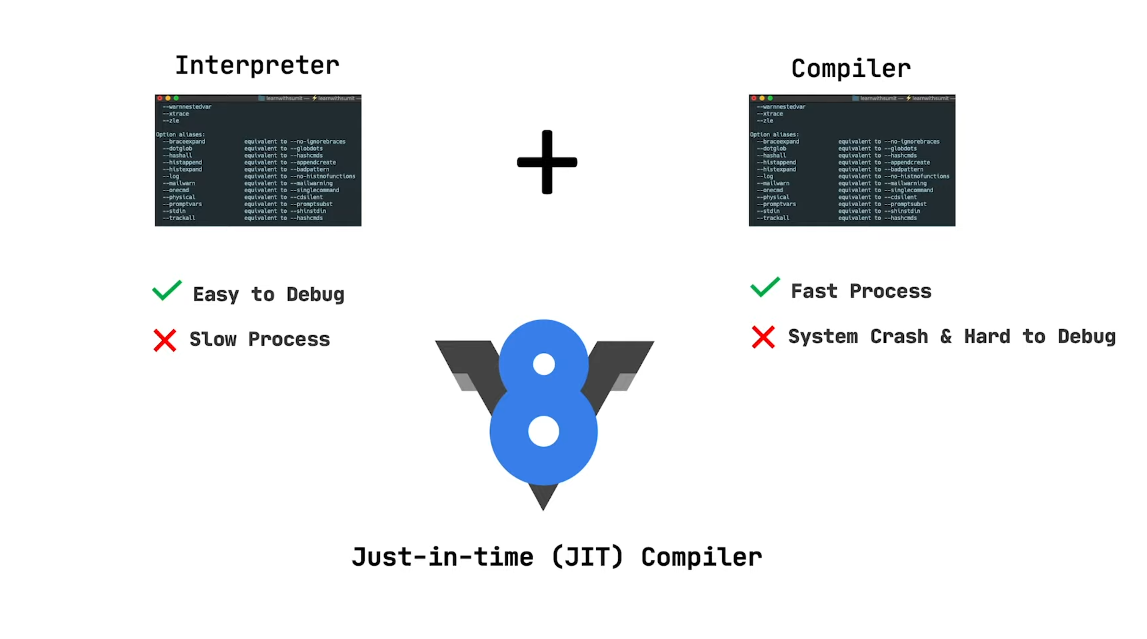 Interpreter
Compiler
learnwithsumit — ⚡ learnwithsumit —
--warnnestedvar
--xtrace
--zle
Option aliases:
--braceexpand equivalent to --no-ignorebraces
--dotglob equivalent to --globdots
--hashall equivalent to --hashcmds
--histappend equivalent to --appendcreate
--histexpand equivalent to --badpattern
--log equivalent to --no-histnofunctions
--mailwarn equivalent to --mailwarning
--onecmd equivalent to --singlecommand
--physical equivalent to --cdsilent
--promptvars equivalent to --promptsubst
--stdin equivalent to --shinstdin
--trackall equivalent to --hashcmds
learnwithsumit — ⚡ learnwithsumit —
--warnnestedvar
--xtrace
--zle
Option aliases:
--braceexpand equivalent to --no-ignorebraces
--dotglob equivalent to --globdots
--hashall equivalent to --hashcmds
--histappend equivalent to --appendcreate
--histexpand equivalent to --badpattern
--log equivalent to --no-histnofunctions
--mailwarn equivalent to --mailwarning
--onecmd equivalent to --singlecommand
--physical equivalent to --cdsilent
--promptvars equivalent to --promptsubst
--stdin equivalent to --shinstdin
--trackall equivalent to --hashcmds
Easy to Debug
Slow Process
Fast Process
System Crash & Hard to Debug
V8
Just-in-time (JIT) Compiler